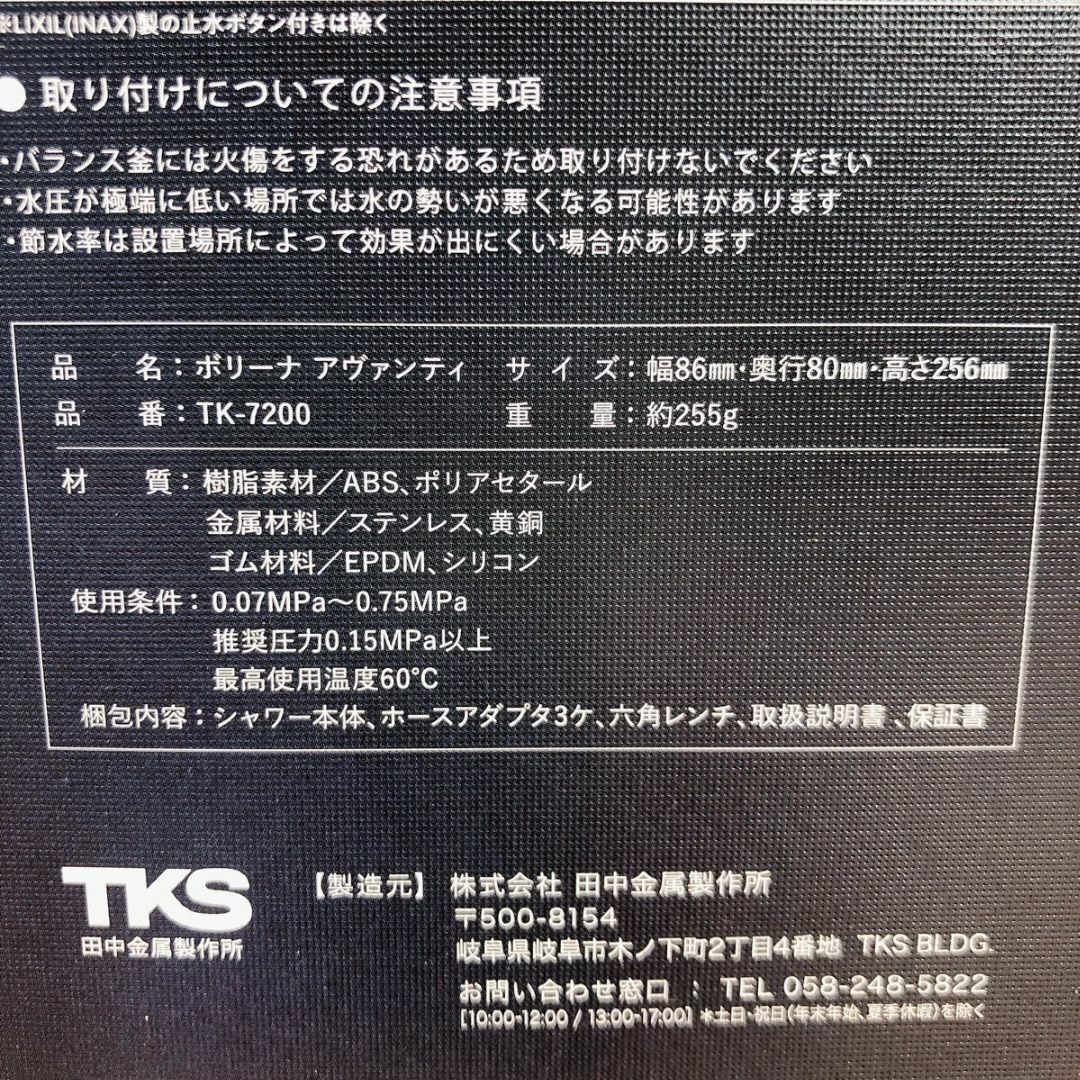 ※LIXIL(INAX)製の止水ボタン付きは除く
● 取り付けについての注意事項
・バランス釜には火傷をする恐れがあるため取り付けないでください
・水圧が極端に低い場所では水の勢いが悪くなる可能性があります
・節水率は設置場所によって効果が出にくい場合があります
品　名：ボリーナ アヴァンティ　サイズ：幅86㎜・奥行80㎜・高さ256㎜
品　番：TK-7200　重　量：約255g
材　質：樹脂素材／ABS、ポリアセタール
金属材料／ステンレス、黄銅
ゴム材料／EPDM、シリコン
使用条件：0.07MPa～0.75MPa
推奨圧力0.15MPa以上
最高使用温度60℃
梱包内容：シャワー本体、ホースアダプタ3ケ、六角レンチ、取扱説明書、保証書
TKS
田中金属製作所
【製造元】 株式会社 田中金属製作所
〒500-8154
岐阜県岐阜市木ノ下町2丁目4番地 TKS BLDG.
お問い合わせ窓口 ： TEL 058-248-5822
[10:00-12:00 / 13:00-17:00] ＊土日・祝日(年末年始、夏季休暇)を除く